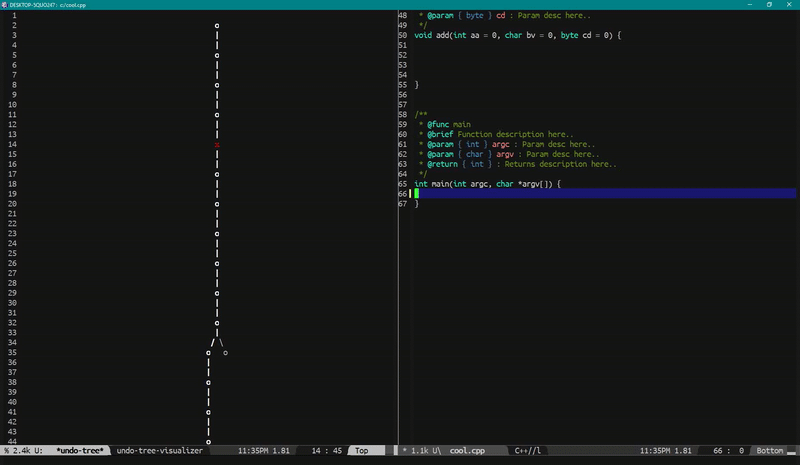 DESKTOP-5QUO2R7: c:/cool.cpp
1
2 o
3 |
4 |
5 o
6 |
7 |
8 o
9 |
10 |
11 o
12 |
13 |
14 x
15 |
16 |
17 o
18 |
19 |
20 o
21 |
22 |
23 o
24 |
25 |
26 o
27 |
28 |
29 o
30 |
31 |
32 o
33 |
34 / \
35 o o
36 |
37 |
38 o
39 |
40 |
41 o
42 |
43 |
44 o
% 2.4k U: *undo-tree* undo-tree-visualizer 11:35PM 1.81 14 : 45 Top
48 * @param { byte } cd : Param desc here..
49 */
50 void add(int aa = 0, char bv = 0, byte cd = 0) {
51
52
53
54
55 }
56
57
58 /**
59 * @func main
60 * @brief Function description here..
61 * @param { int } argc : Param desc here..
62 * @param { char } argv : Param desc here..
63 * @return { int } : Returns description here..
64 */
65 int main(int argc, char *argv[]) {
66
67 }
* 1.1k U\ cool.cpp C++//l 11:35PM 1.81 66 : 0 Bottom